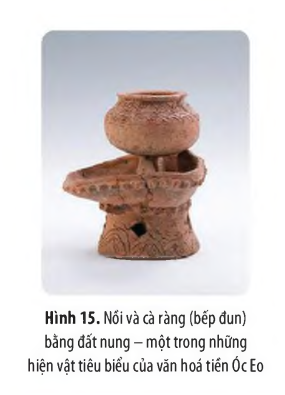 Hình 15. Nồi và cà ràng (bếp đun)
bằng đất nung – một trong những
hiện vật tiêu biểu của văn hoá tiền Óc Eo